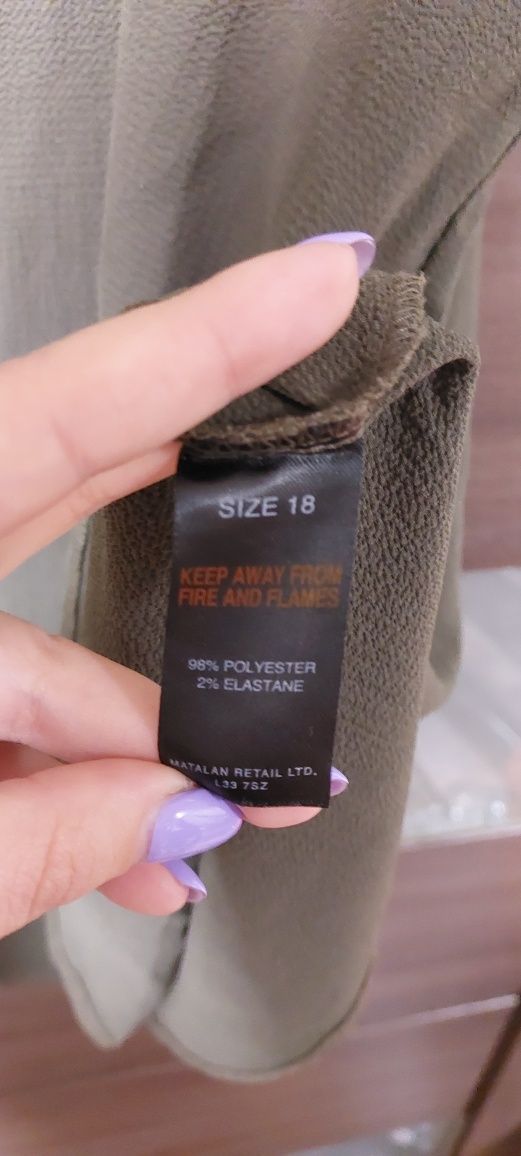 SIZE 18
KEEP AWAY FROM
FIRE AND FLAMES
98% POLYESTER
2% ELASTANE
MATALAN RETAIL LTD.
L33 7SZ